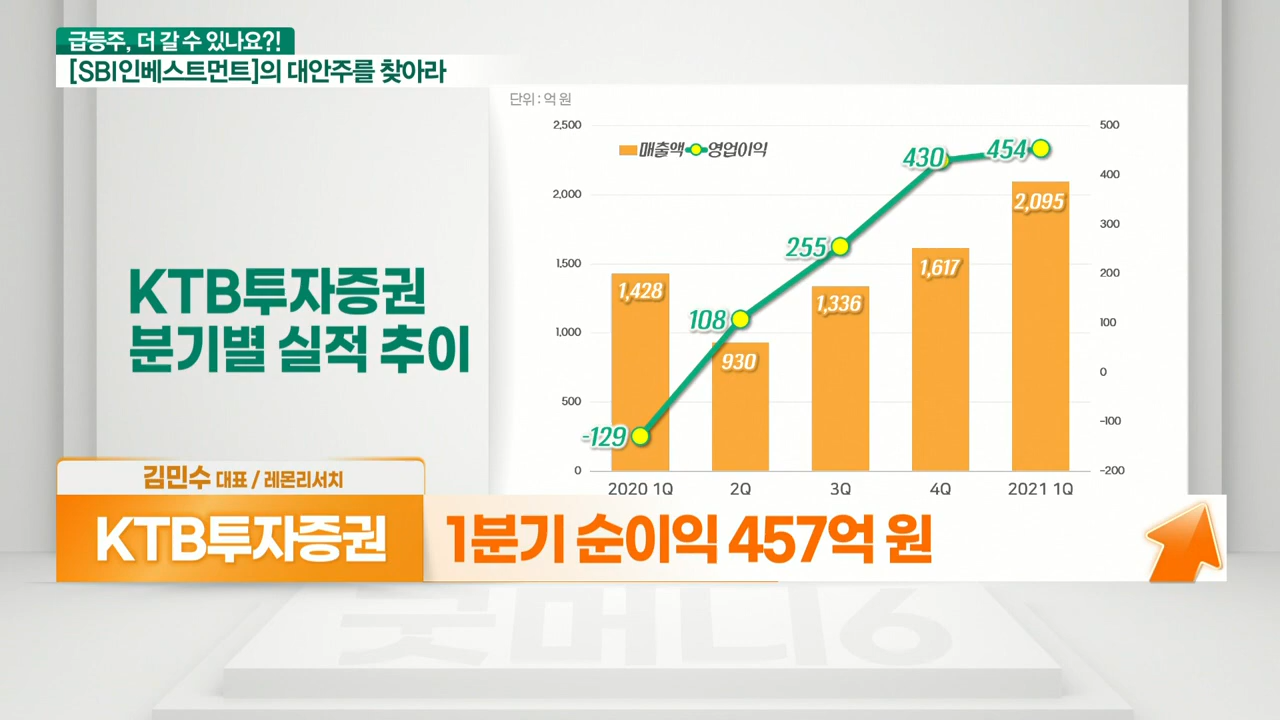 급등주, 더 갈 수 있나요?!
[SBI인베스트먼트]의 대안주를 찾아라
단위 : 억 원
KTB투자증권
분기별 실적 추이
매출액 영업이익
2,500
2,000
1,500
1,000
500
0
500
400
300
200
100
0
-100
-200
1,428
930
1,336
1,617
2,095
-129
108
255
430
454
2020 1Q 2Q 3Q 4Q 2021 1Q
김민수 대표 / 레몬리서치
KTB투자증권
1분기 순이익 457억 원
굿머니6